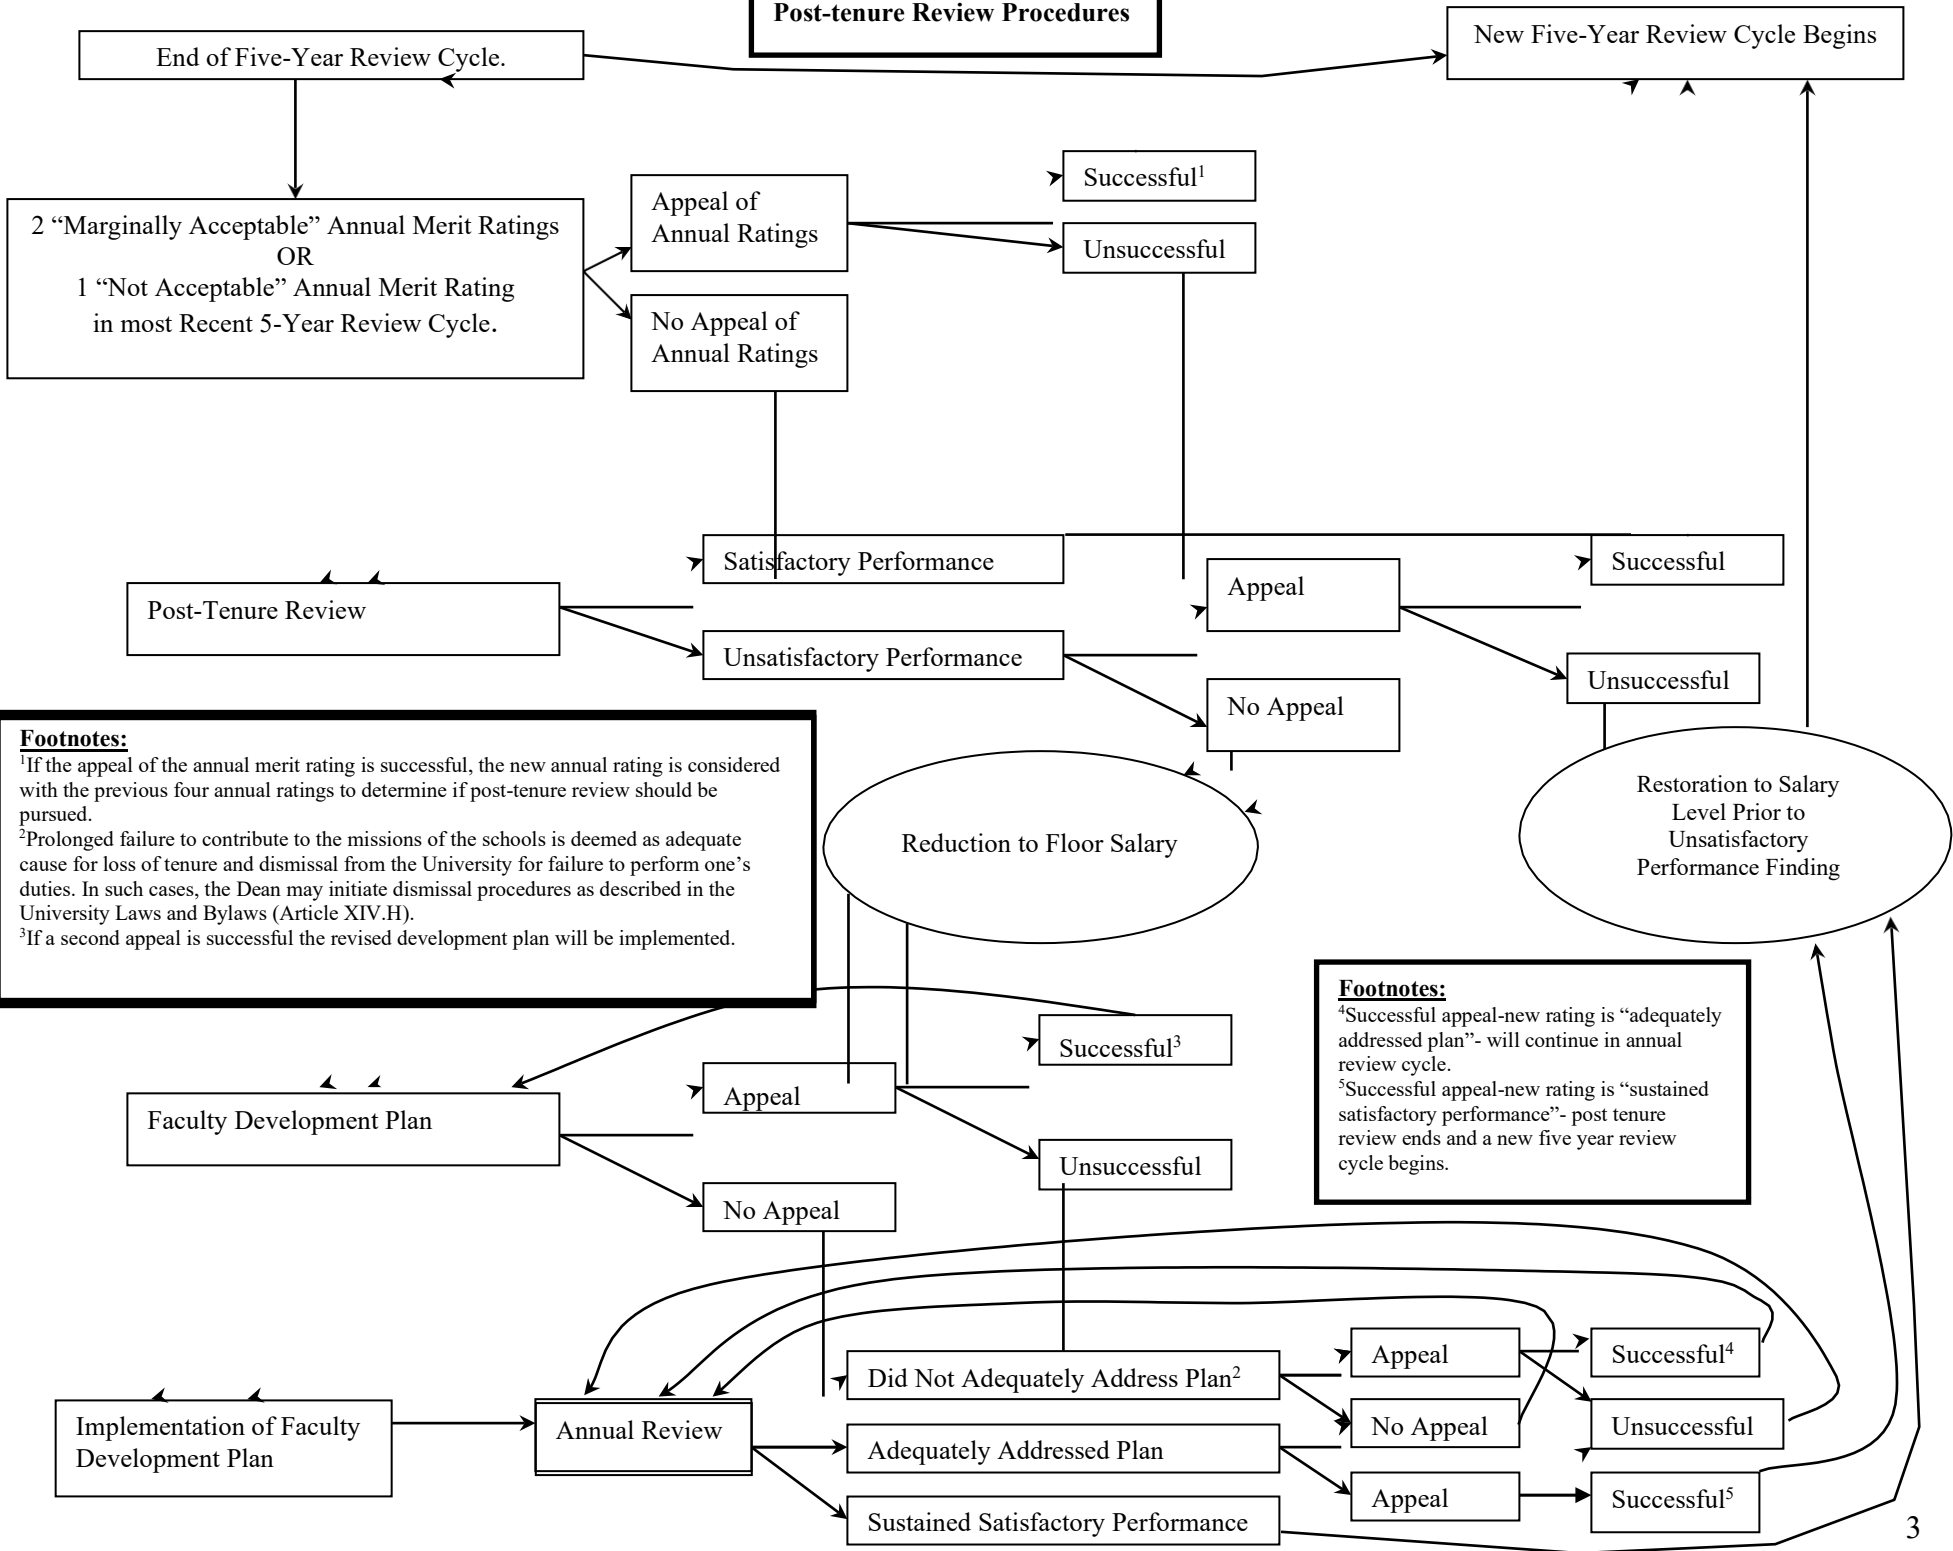 Post-tenure Review Procedures
End of Five-Year Review Cycle.
New Five-Year Review Cycle Begins
2 “Marginally Acceptable” Annual Merit Ratings
OR
1 “Not Acceptable” Annual Merit Rating
in most Recent 5-Year Review Cycle.
Appeal of
Annual Ratings
No Appeal of
Annual Ratings
Successful¹
Unsuccessful
Post-Tenure Review
Satisfactory Performance
Unsatisfactory Performance
Appeal
No Appeal
Successful
Unsuccessful
Footnotes:
¹If the appeal of the annual merit rating is successful, the new annual rating is considered
with the previous four annual ratings to determine if post-tenure review should be
pursued.
²Prolonged failure to contribute to the missions of the schools is deemed as adequate
cause for loss of tenure and dismissal from the University for failure to perform one’s
duties. In such cases, the Dean may initiate dismissal procedures as described in the
University Laws and Bylaws (Article XIV.H).
³If a second appeal is successful the revised development plan will be implemented.
Reduction to Floor Salary
Restoration to Salary
Level Prior to
Unsatisfactory
Performance Finding
Footnotes:
⁴Successful appeal-new rating is “adequately
addressed plan”- will continue in annual
review cycle.
⁵Successful appeal-new rating is “sustained
satisfactory performance”- post tenure
review ends and a new five year review
cycle begins.
Faculty Development Plan
Appeal
No Appeal
Successful³
Unsuccessful
Implementation of Faculty
Development Plan
Annual Review
Did Not Adequately Address Plan²
Adequately Addressed Plan
Sustained Satisfactory Performance
Appeal
No Appeal
Appeal
Successful⁴
Unsuccessful
Successful⁵
3